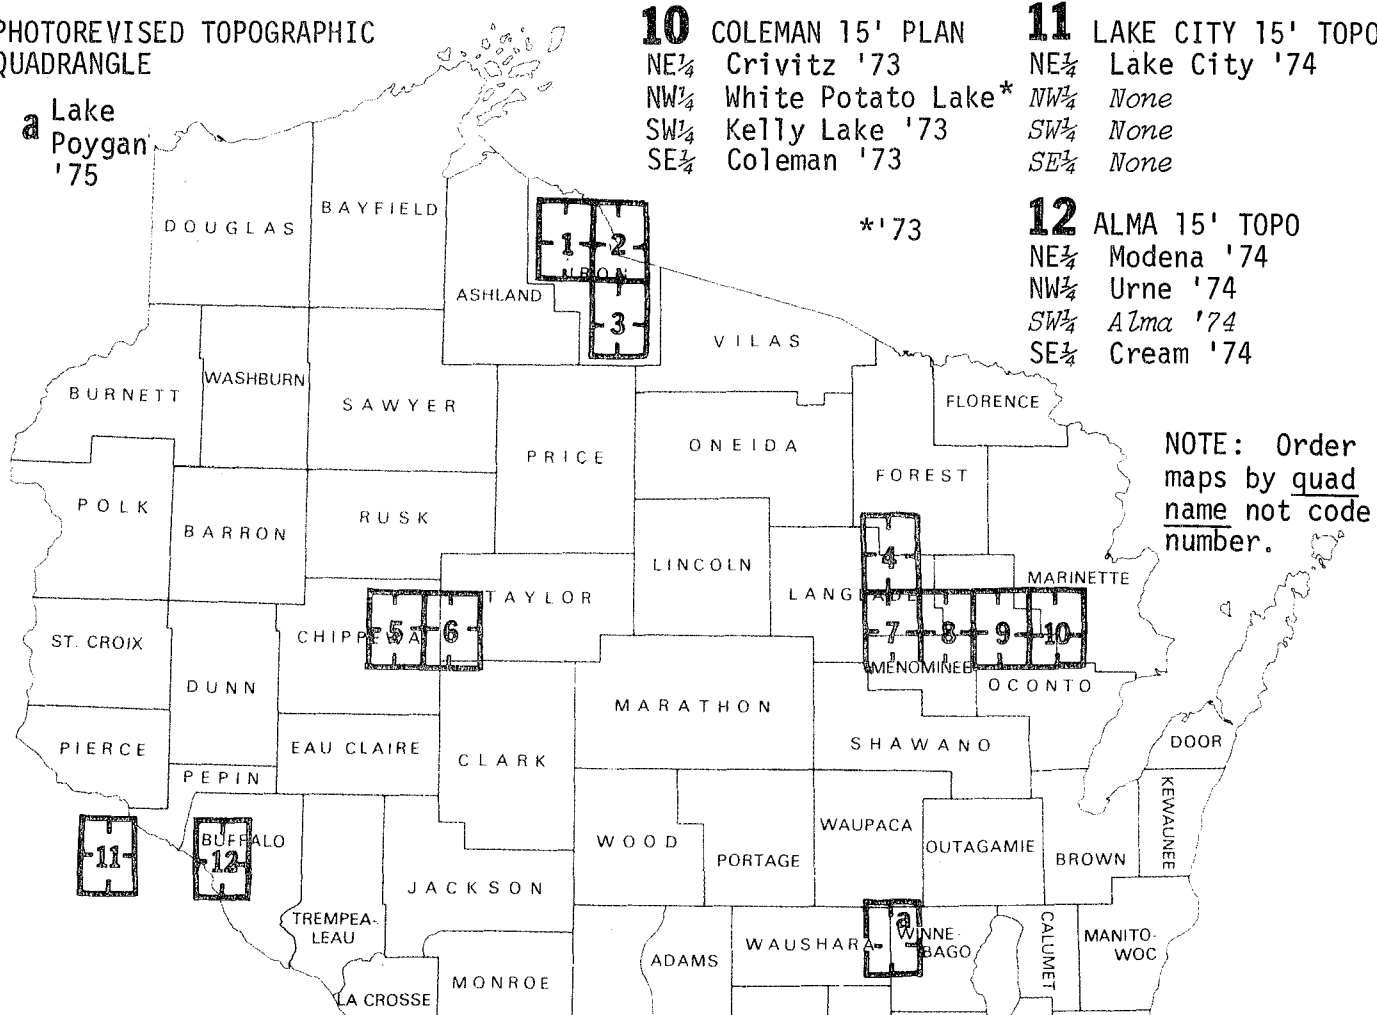 PHOTOREVISED TOPOGRAPHIC
QUADRANGLE
a Lake
Poygan
'75
10 COLEMAN 15' PLAN
NE¼ Crivitz '73
NW¼ White Potato Lake*
SW¼ Kelly Lake '73
SE¼ Coleman '73
*'73
11 LAKE CITY 15' TOPO
NE¼ Lake City '74
NW¼ None
SW¼ None
SE¼ None
12 ALMA 15' TOPO
NE¼ Modena '74
NW¼ Urne '74
SW¼ Alma '74
SE¼ Cream '74
NOTE: Order
maps by quad
name not code
number.
DOUGLAS
BAYFIELD
1
2
IRON
ASHLAND
3
VILAS
BURNETT
WASHBURN
SAWYER
FLORENCE
PRICE
ONEIDA
FOREST
POLK
BARRON
RUSK
4
LINCOLN
MARINETTE
TAYLOR
LANGLADE
ST. CROIX
CHIPPEWA
5
6
7
8
9
10
MENOMINEE
OCONTO
DUNN
MARATHON
PIERCE
EAU CLAIRE
CLARK
SHAWANO
DOOR
PEPIN
KEWAUNEE
BUFFALO
11
12
WOOD
PORTAGE
WAUPACA
OUTAGAMIE
BROWN
JACKSON
TREMPEA-
LEAU
a
WAUSHARA
WINNE-
BAGO
CALUMET
MANITO-
WOC
ADAMS
MONROE
LA CROSSE